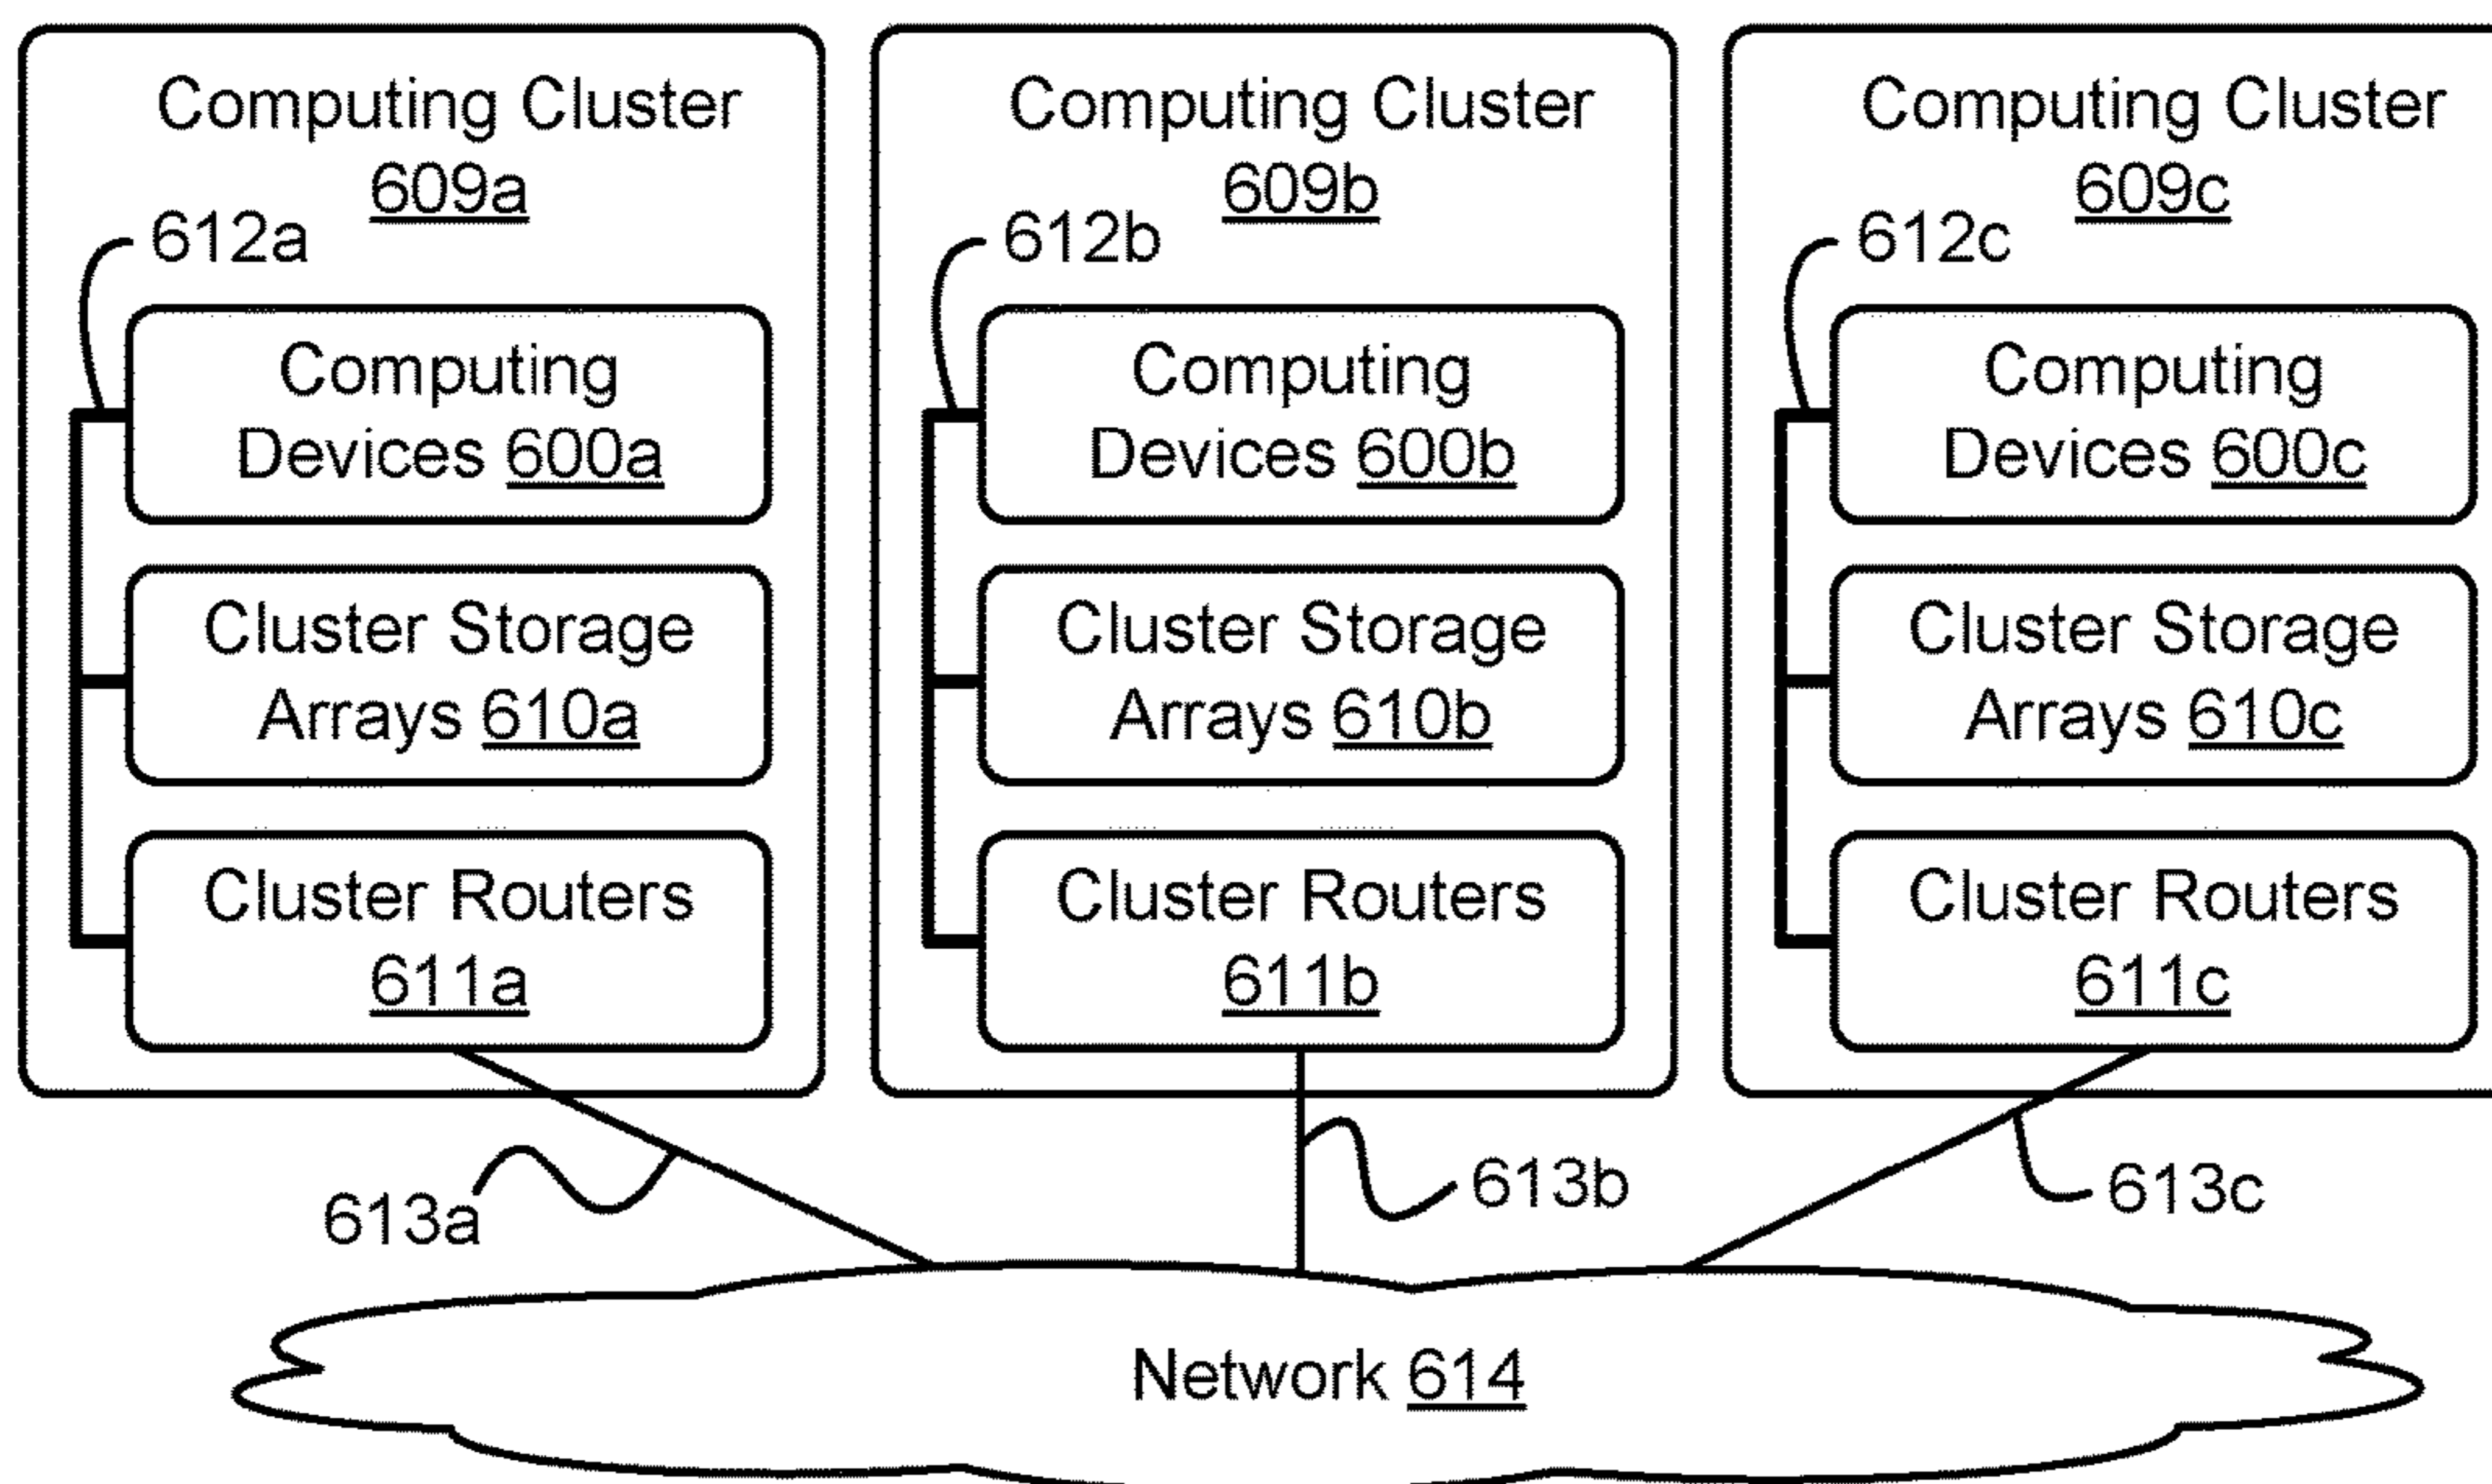 Computing Cluster
609a
612a
Computing
Devices 600a
Cluster Storage
Arrays 610a
Cluster Routers
611a
Computing Cluster
609b
612b
Computing
Devices 600b
Cluster Storage
Arrays 610b
Cluster Routers
611b
Computing Cluster
609c
612c
Computing
Devices 600c
Cluster Storage
Arrays 610c
Cluster Routers
611c
613a
613b
613c
Network 614